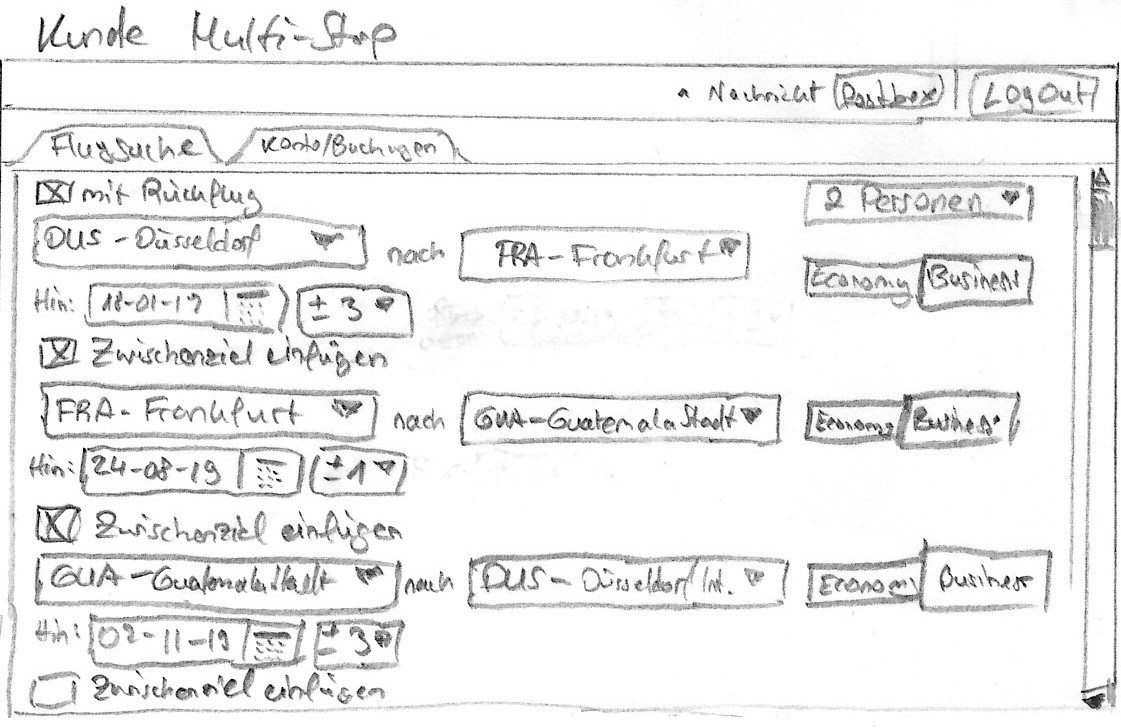 Kunde Multi-Stop
Nachricht Postbox LogOut
Flugsuche Konto/Buchungen
mit Rückflug
2 Personen
DUS - Düsseldorf nach FRA - Frankfurt
Economy Business
Hin: 18-01-19 ± 3
Zwischenziel einfügen
FRA - Frankfurt nach GUA - Guatemala Stadt Economy Business
Hin: 24-08-19 ± 1
Zwischenziel einfügen
GUA - Guatemala Stadt nach DUS - Düsseldorf Int. Economy Business
Hin: 02-11-19 ± 3
Zwischenziel einfügen